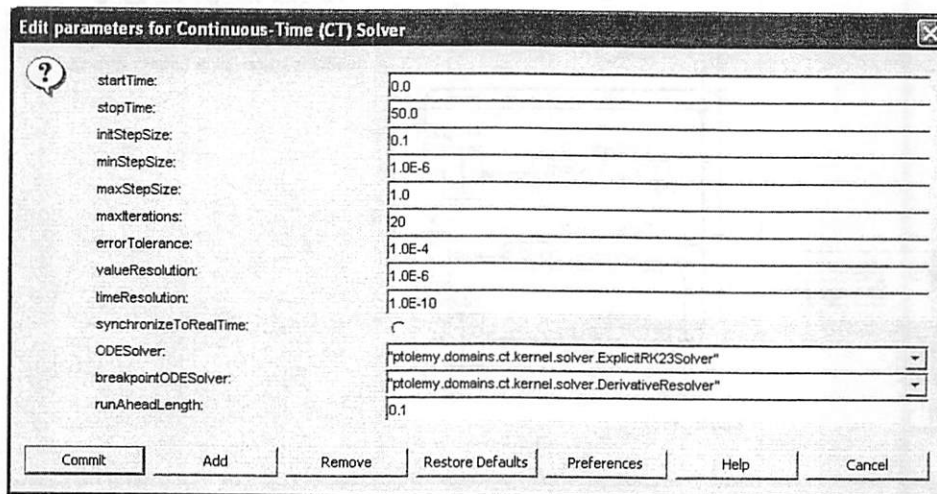 Edit parameters for Continuous-Time (CT) Solver
startTime: 0.0
stopTime: 50.0
initStepSize: 0.1
minStepSize: 1.0E-6
maxStepSize: 1.0
maxIterations: 20
errorTolerance: 1.0E-4
valueResolution: 1.0E-6
timeResolution: 1.0E-10
synchronizeToRealTime:
ODESolver: "ptolemy.domains.ct.kernel.solver.ExplicitRK23Solver"
breakpointODESolver: "ptolemy.domains.ct.kernel.solver.DerivativeResolver"
runAheadLength: 0.1
Commit Add Remove Restore Defaults Preferences Help Cancel